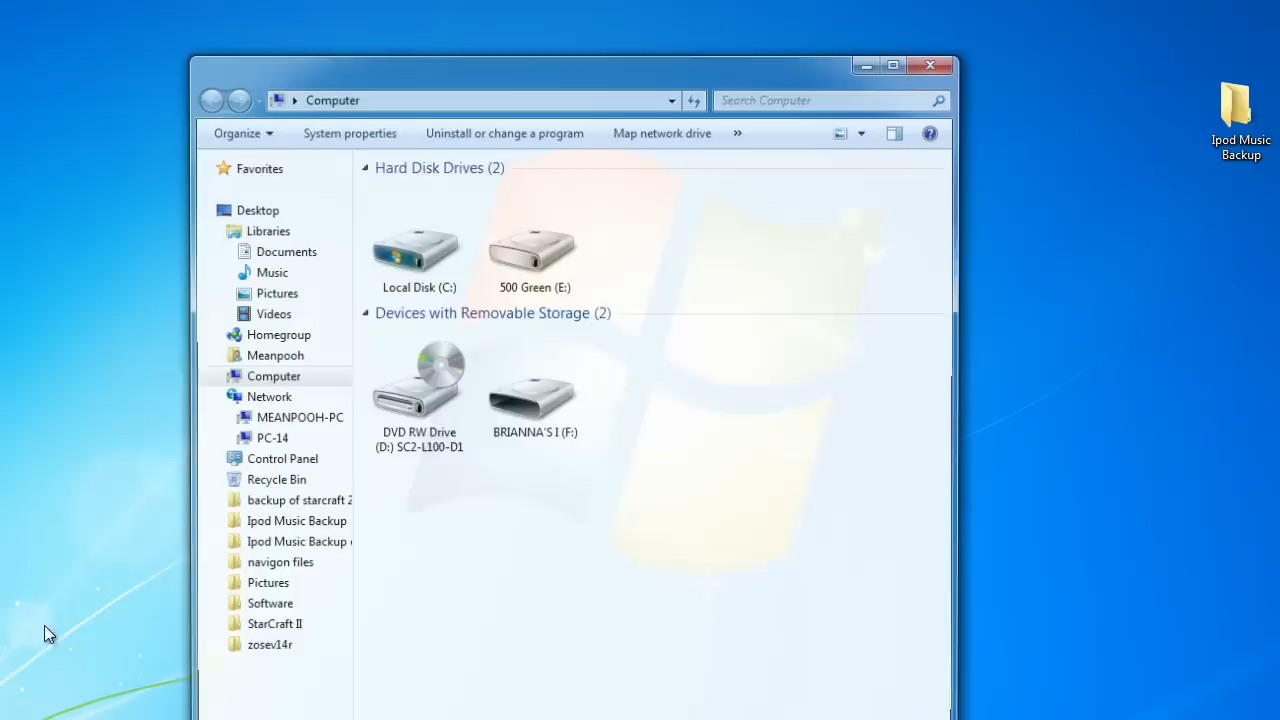 Computer
Search Computer
Organize
System properties
Uninstall or change a program
Map network drive
»
Favorites
Desktop
Libraries
Documents
Music
Pictures
Videos
Homegroup
Meanpooh
Computer
Network
MEANPOOH-PC
PC-14
Control Panel
Recycle Bin
backup of starcraft 2
Ipod Music Backup
Ipod Music Backup
navigon files
Pictures
Software
StarCraft II
zosev14r
Hard Disk Drives (2)
Local Disk (C:)
500 Green (E:)
Devices with Removable Storage (2)
DVD RW Drive
(D:) SC2-L100-D1
BRIANNA'S I (F:)
Ipod Music
Backup